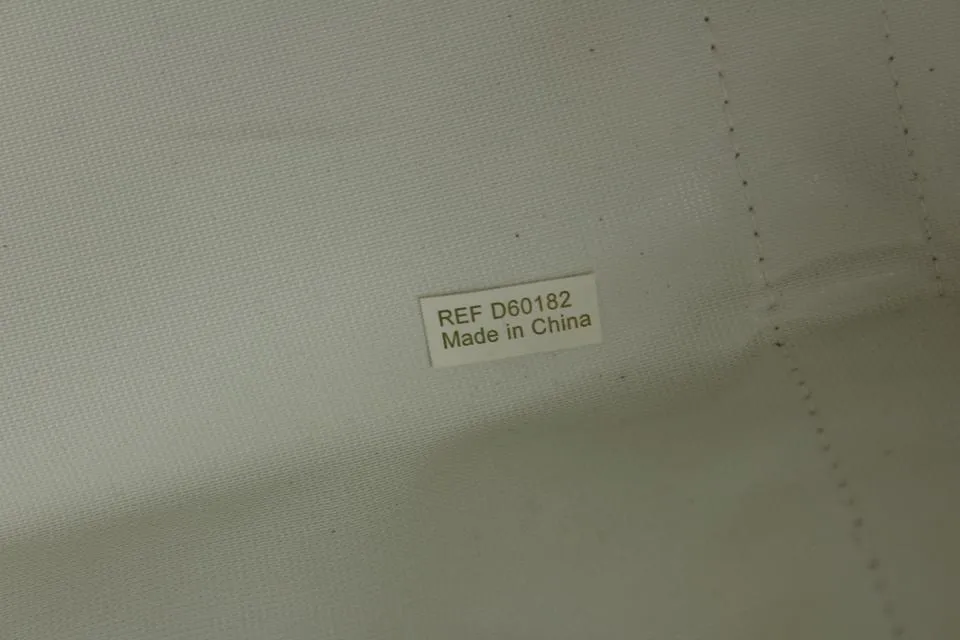 REF D60182
Made in China